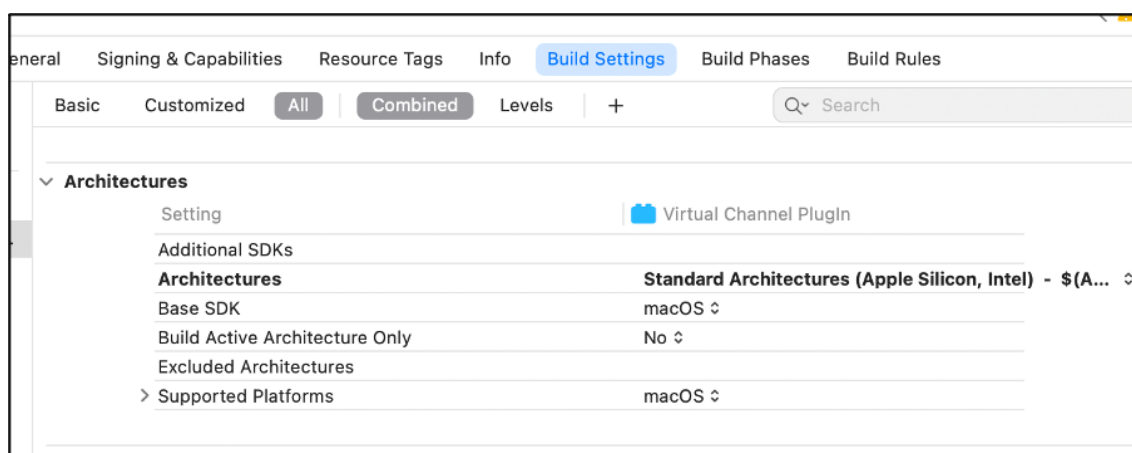 eneral Signing & Capabilities Resource Tags Info Build Settings Build Phases Build Rules
Basic Customized All Combined Levels + Search
Architectures
Setting Virtual Channel PlugIn
Additional SDKs
Architectures Standard Architectures (Apple Silicon, Intel) - $(A...
Base SDK macOS
Build Active Architecture Only No
Excluded Architectures
Supported Platforms macOS